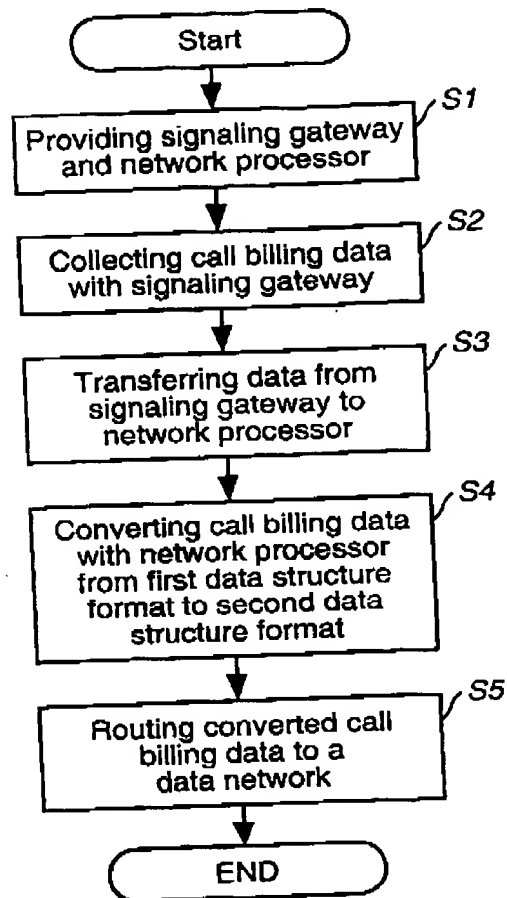 Start
S1
Providing signaling gateway
and network processor
S2
Collecting call billing data
with signaling gateway
S3
Transferring data from
signaling gateway to
network processor
S4
Converting call billing data
with network processor
from first data structure
format to second data
structure format
S5
Routing converted call
billing data to a
data network
END